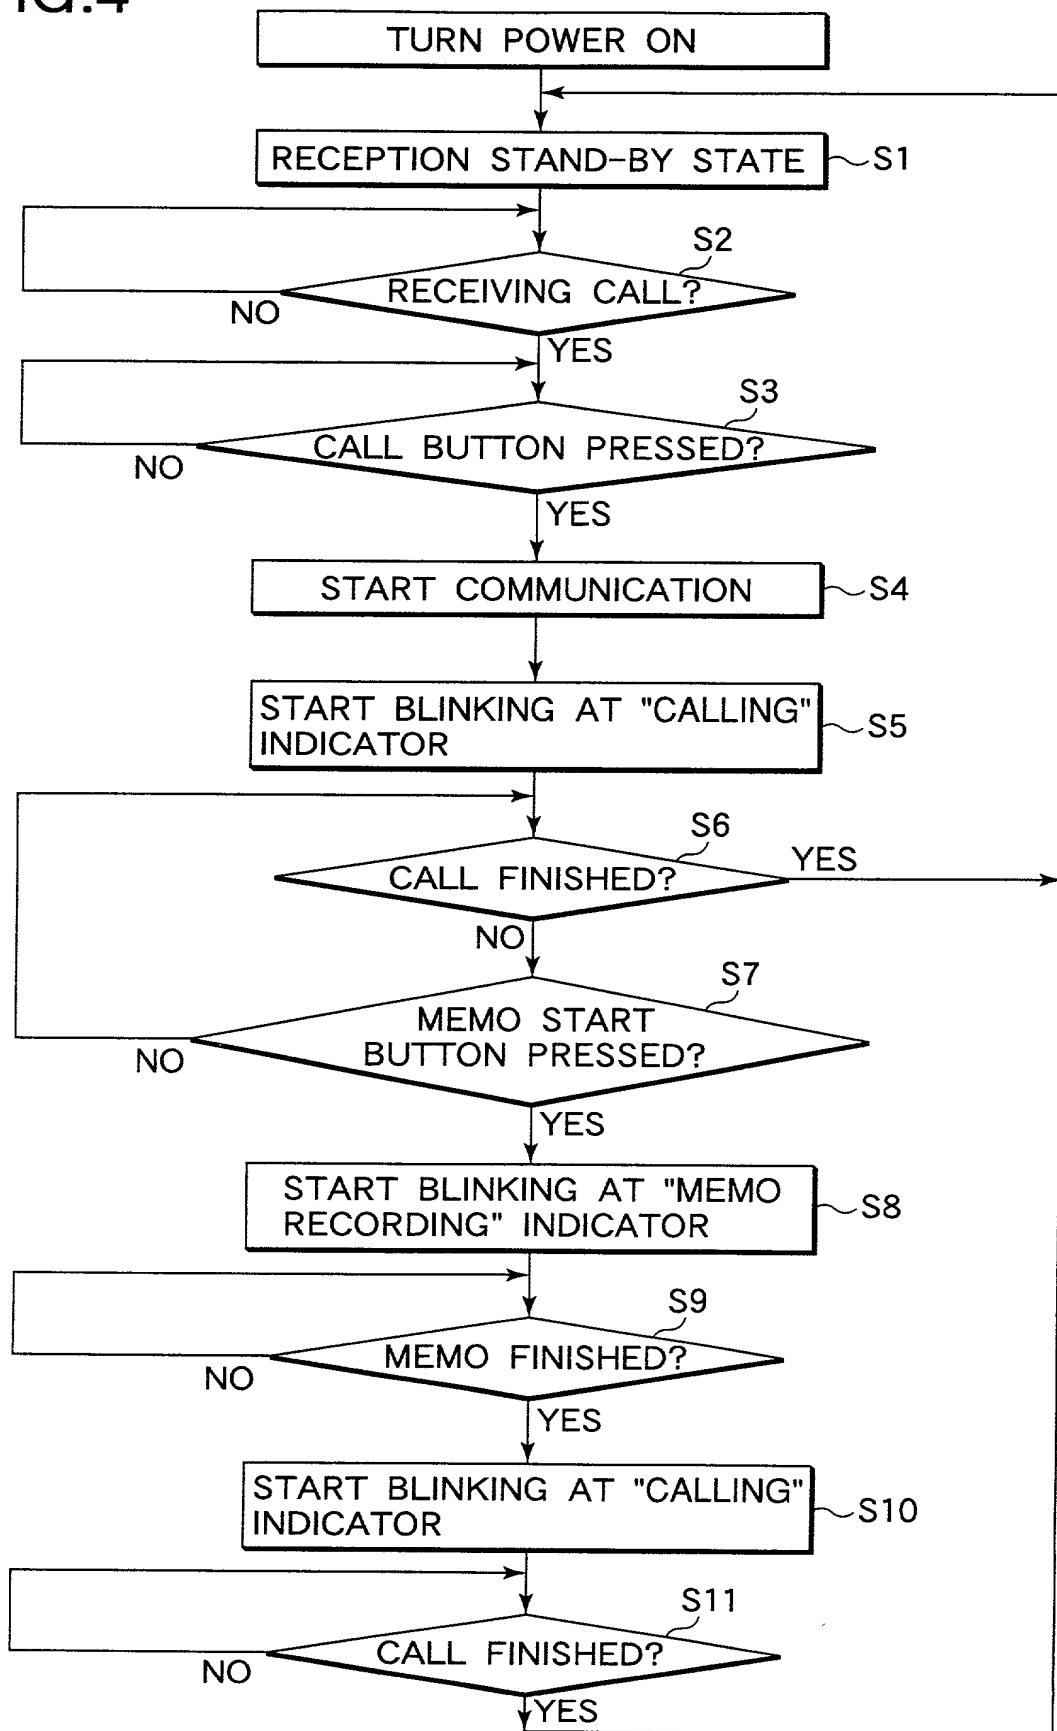 TURN POWER ON
RECEPTION STAND-BY STATE
S1
S2
RECEIVING CALL?
NO
YES
S3
CALL BUTTON PRESSED?
NO
YES
START COMMUNICATION
S4
START BLINKING AT "CALLING"
INDICATOR
S5
S6
CALL FINISHED?
YES
NO
S7
MEMO START
BUTTON PRESSED?
NO
YES
START BLINKING AT "MEMO
RECORDING" INDICATOR
S8
S9
MEMO FINISHED?
NO
YES
START BLINKING AT "CALLING"
INDICATOR
S10
S11
CALL FINISHED?
NO
YES